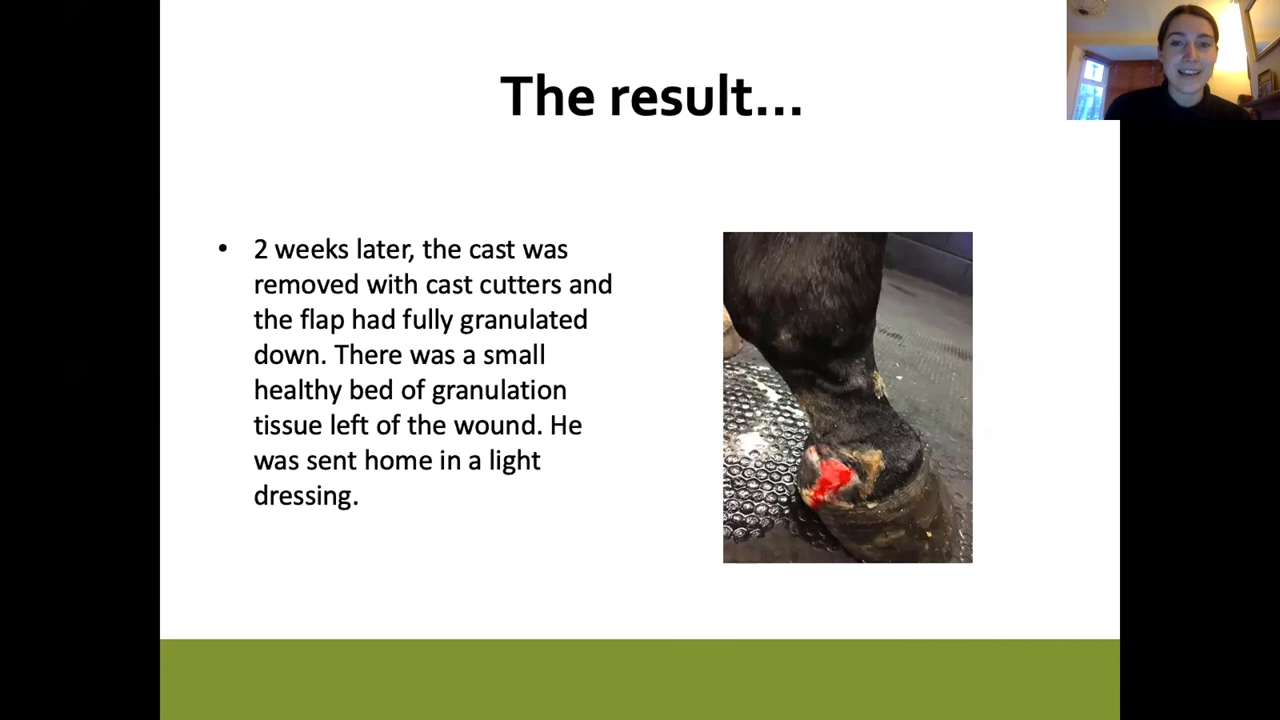 The result...
• 2 weeks later, the cast was
removed with cast cutters and
the flap had fully granulated
down. There was a small
healthy bed of granulation
tissue left of the wound. He
was sent home in a light
dressing.